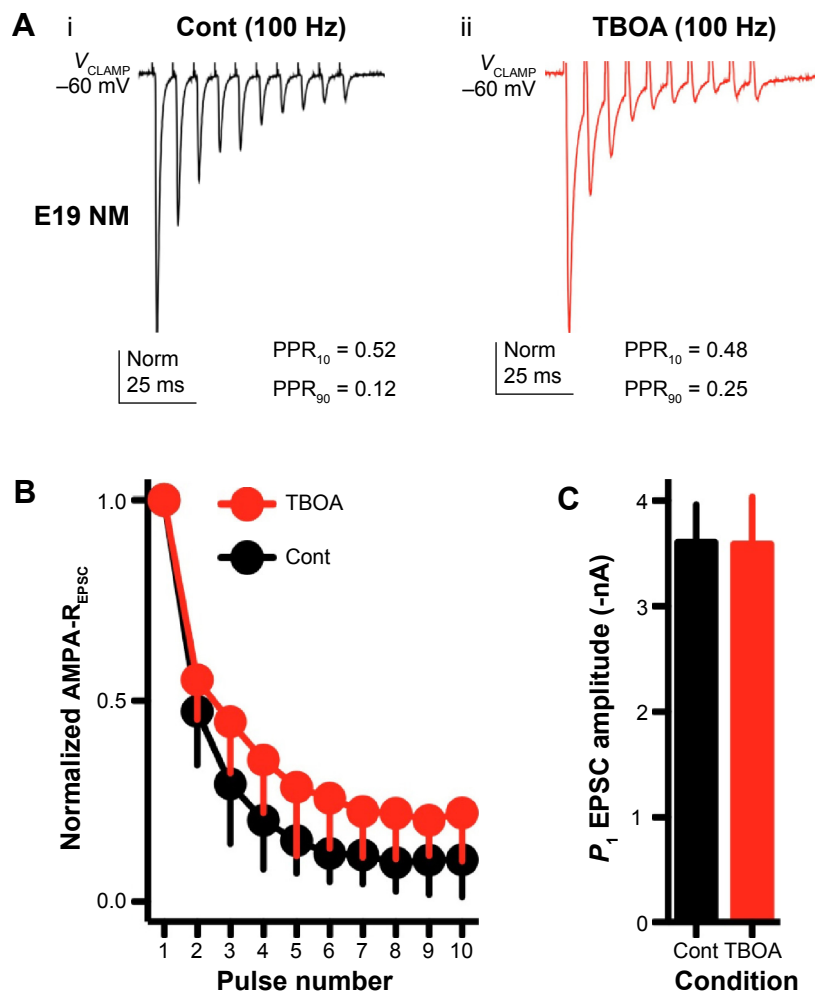 A i Cont (100 Hz) ii TBOA (100 Hz)
V_CLAMP
–60 mV
V_CLAMP
–60 mV
E19 NM
Norm
25 ms
PPR10 = 0.52
PPR90 = 0.12
Norm
25 ms
PPR10 = 0.48
PPR90 = 0.25
B
TBOA
Cont
Normalized AMPA-R_EPSC
1.0
0.5
0.0
1 2 3 4 5 6 7 8 9 10
Pulse number
C
P1 EPSC amplitude (-nA)
4
3
2
1
0
Cont TBOA
Condition